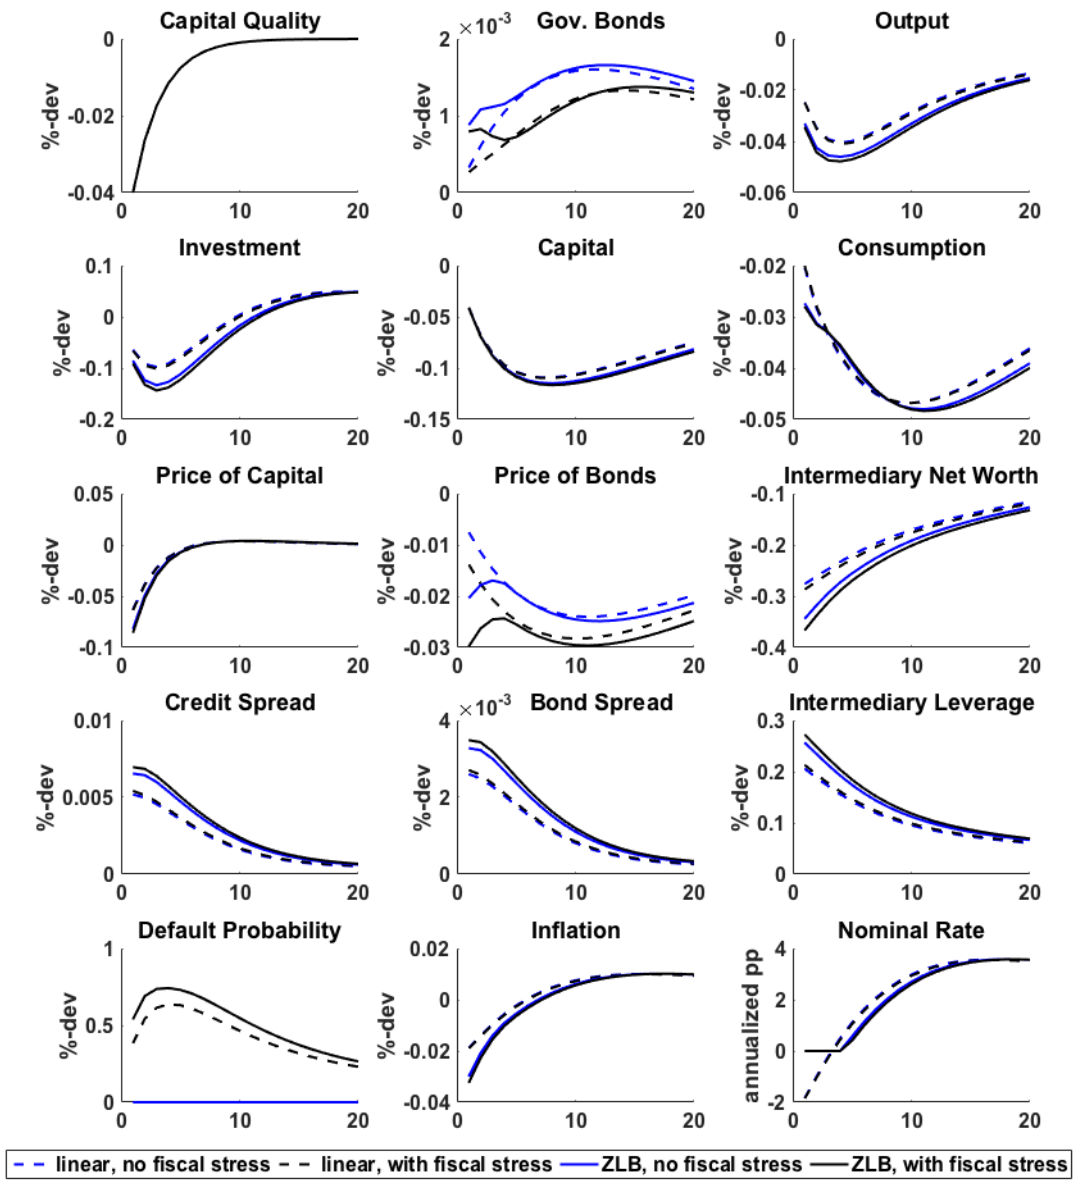 Capital Quality
%-dev
0
-0.02
-0.04
0 10 20
Gov. Bonds
×10⁻³
%-dev
2
1
0
0 10 20
Output
%-dev
0
-0.02
-0.04
-0.06
0 10 20
Investment
%-dev
0.1
0
-0.1
-0.2
0 10 20
Capital
%-dev
0
-0.05
-0.1
-0.15
0 10 20
Consumption
%-dev
-0.02
-0.03
-0.04
-0.05
0 10 20
Price of Capital
%-dev
0.05
0
-0.05
-0.1
0 10 20
Price of Bonds
%-dev
0
-0.01
-0.02
-0.03
0 10 20
Intermediary Net Worth
%-dev
-0.1
-0.2
-0.3
-0.4
0 10 20
Credit Spread
%-dev
0.01
0.005
0
0 10 20
Bond Spread
×10⁻³
%-dev
4
2
0
0 10 20
Intermediary Leverage
%-dev
0.3
0.2
0.1
0
0 10 20
Default Probability
%-dev
1
0.5
0
0 10 20
Inflation
%-dev
0.02
0
-0.02
-0.04
0 10 20
Nominal Rate
annualized pp
4
2
0
-2
0 10 20
linear, no fiscal stress linear, with fiscal stress ZLB, no fiscal stress ZLB, with fiscal stress